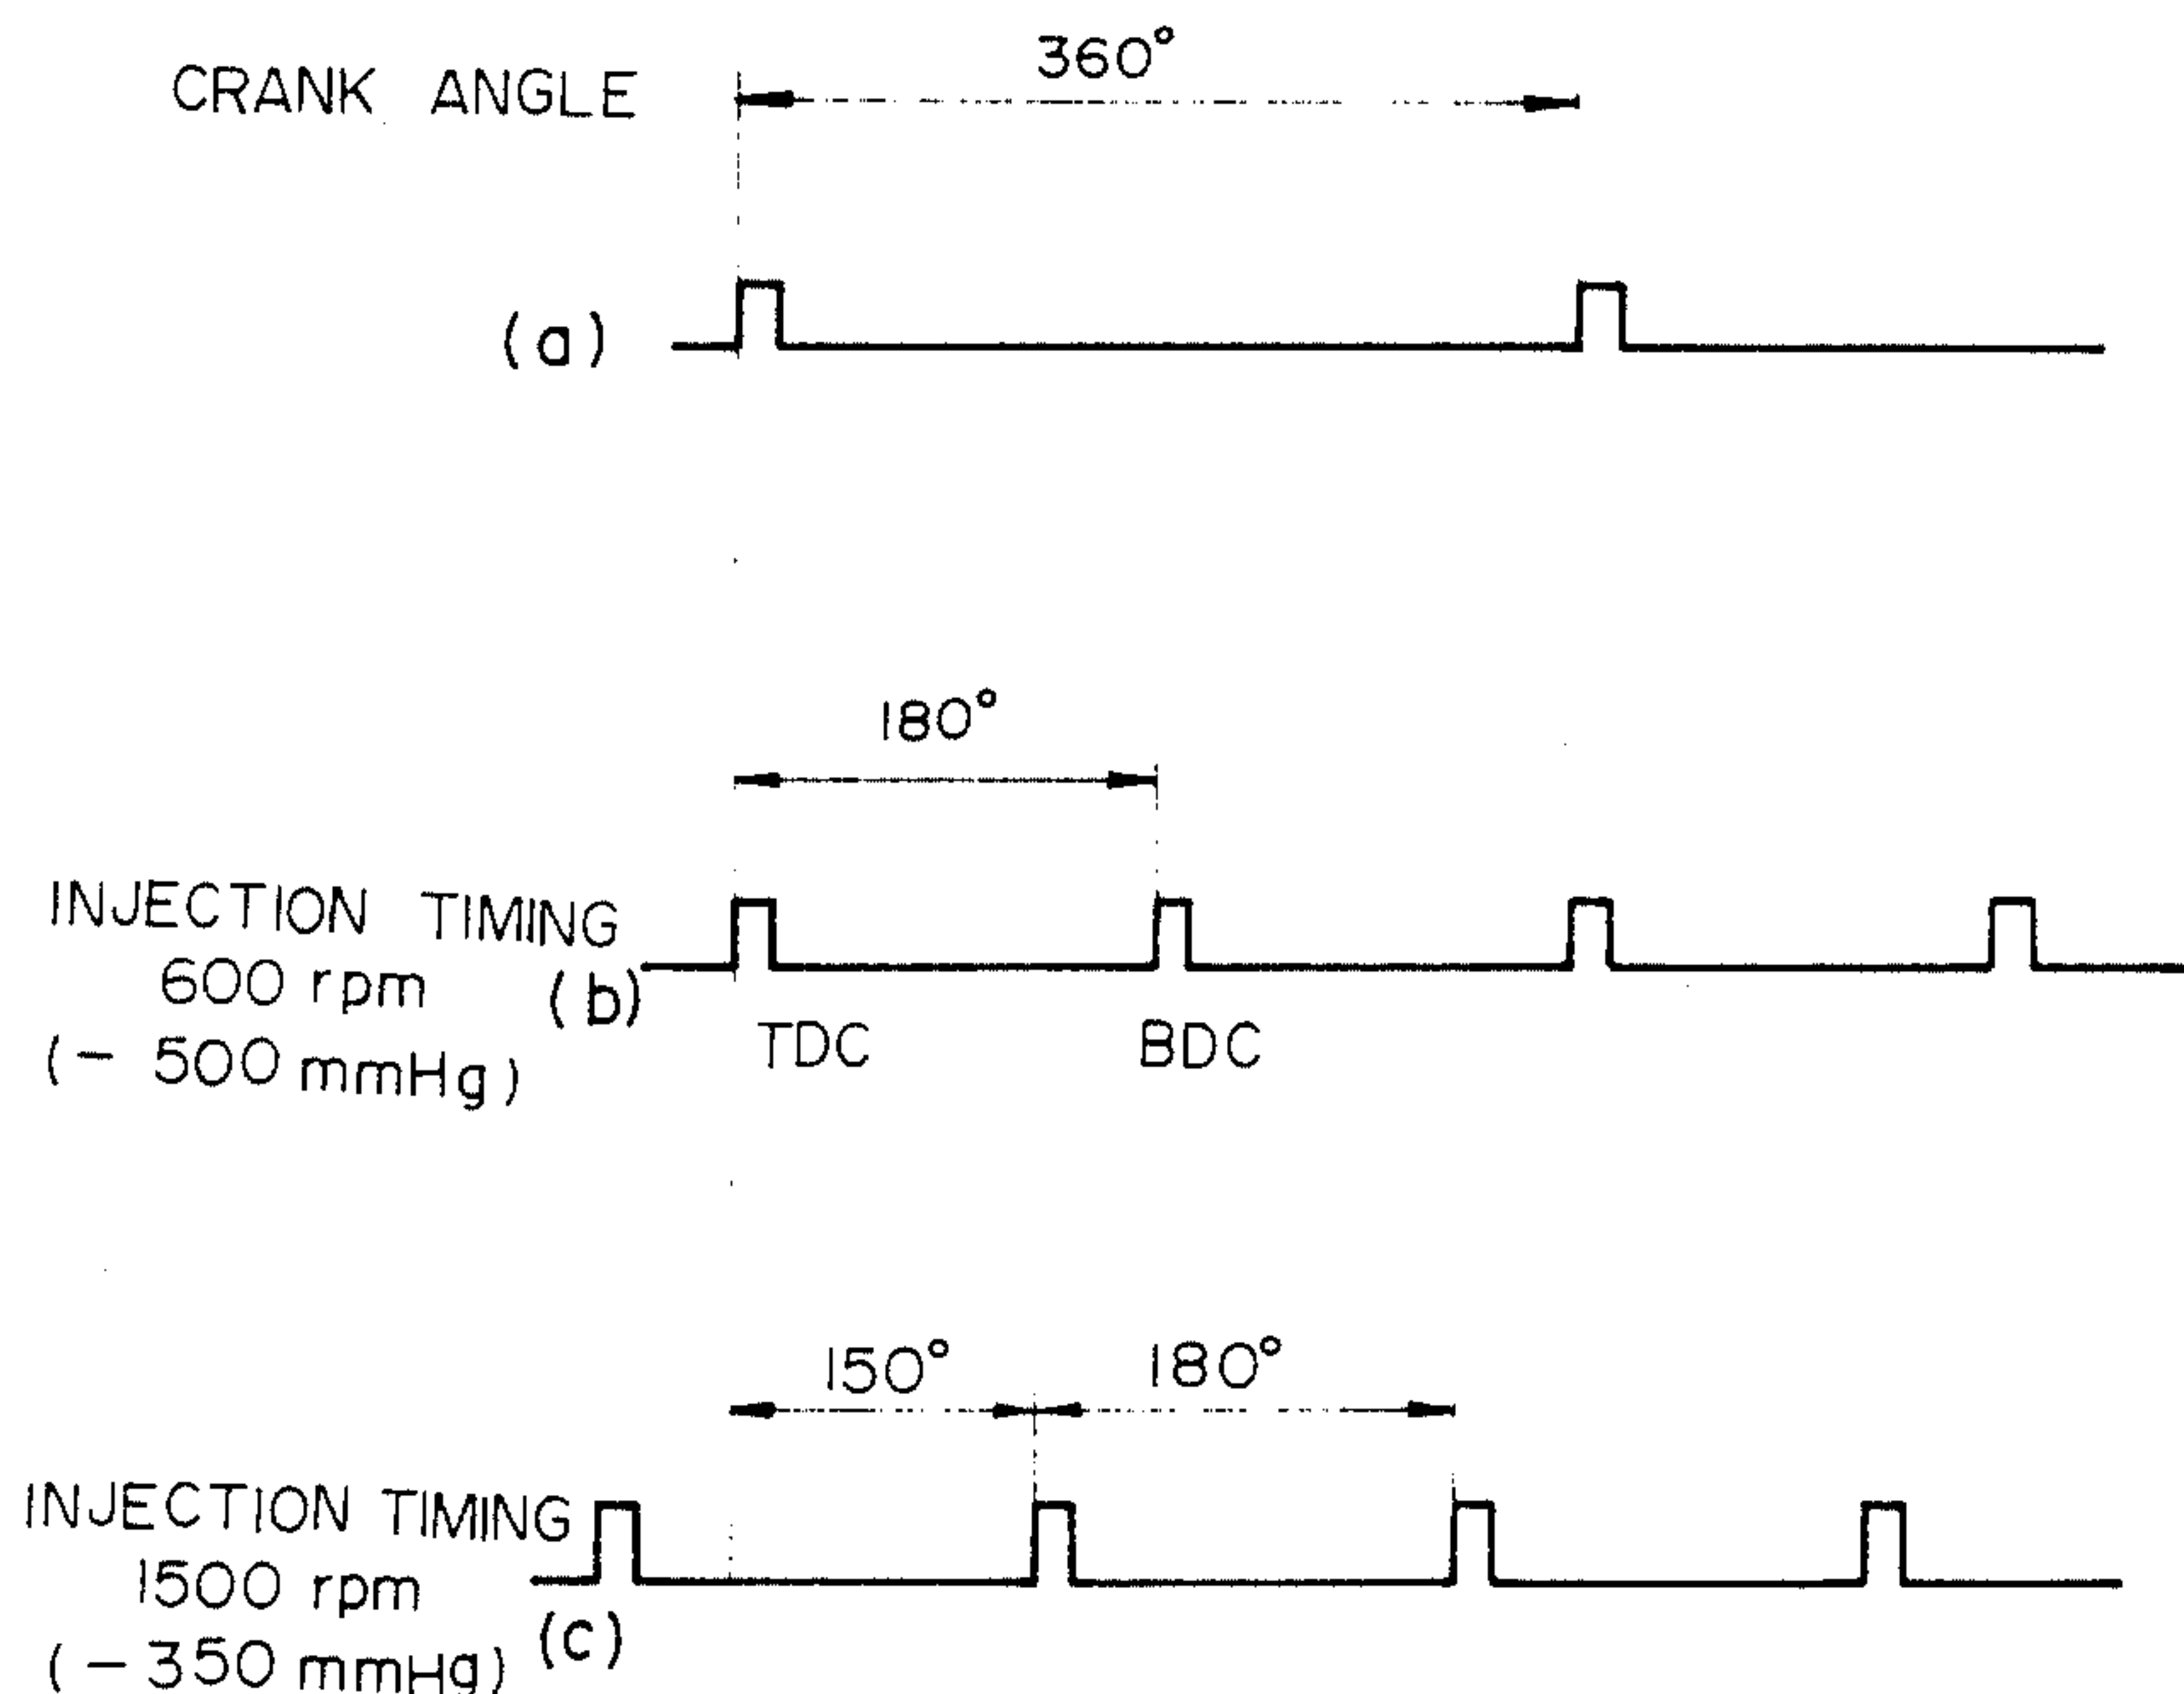 CRANK ANGLE
360°
(a)
180°
INJECTION TIMING
600 rpm
(b)
(- 500 mmHg)
TDC
BDC
150°
180°
INJECTION TIMING
1500 rpm
(c)
(-350 mmHg)